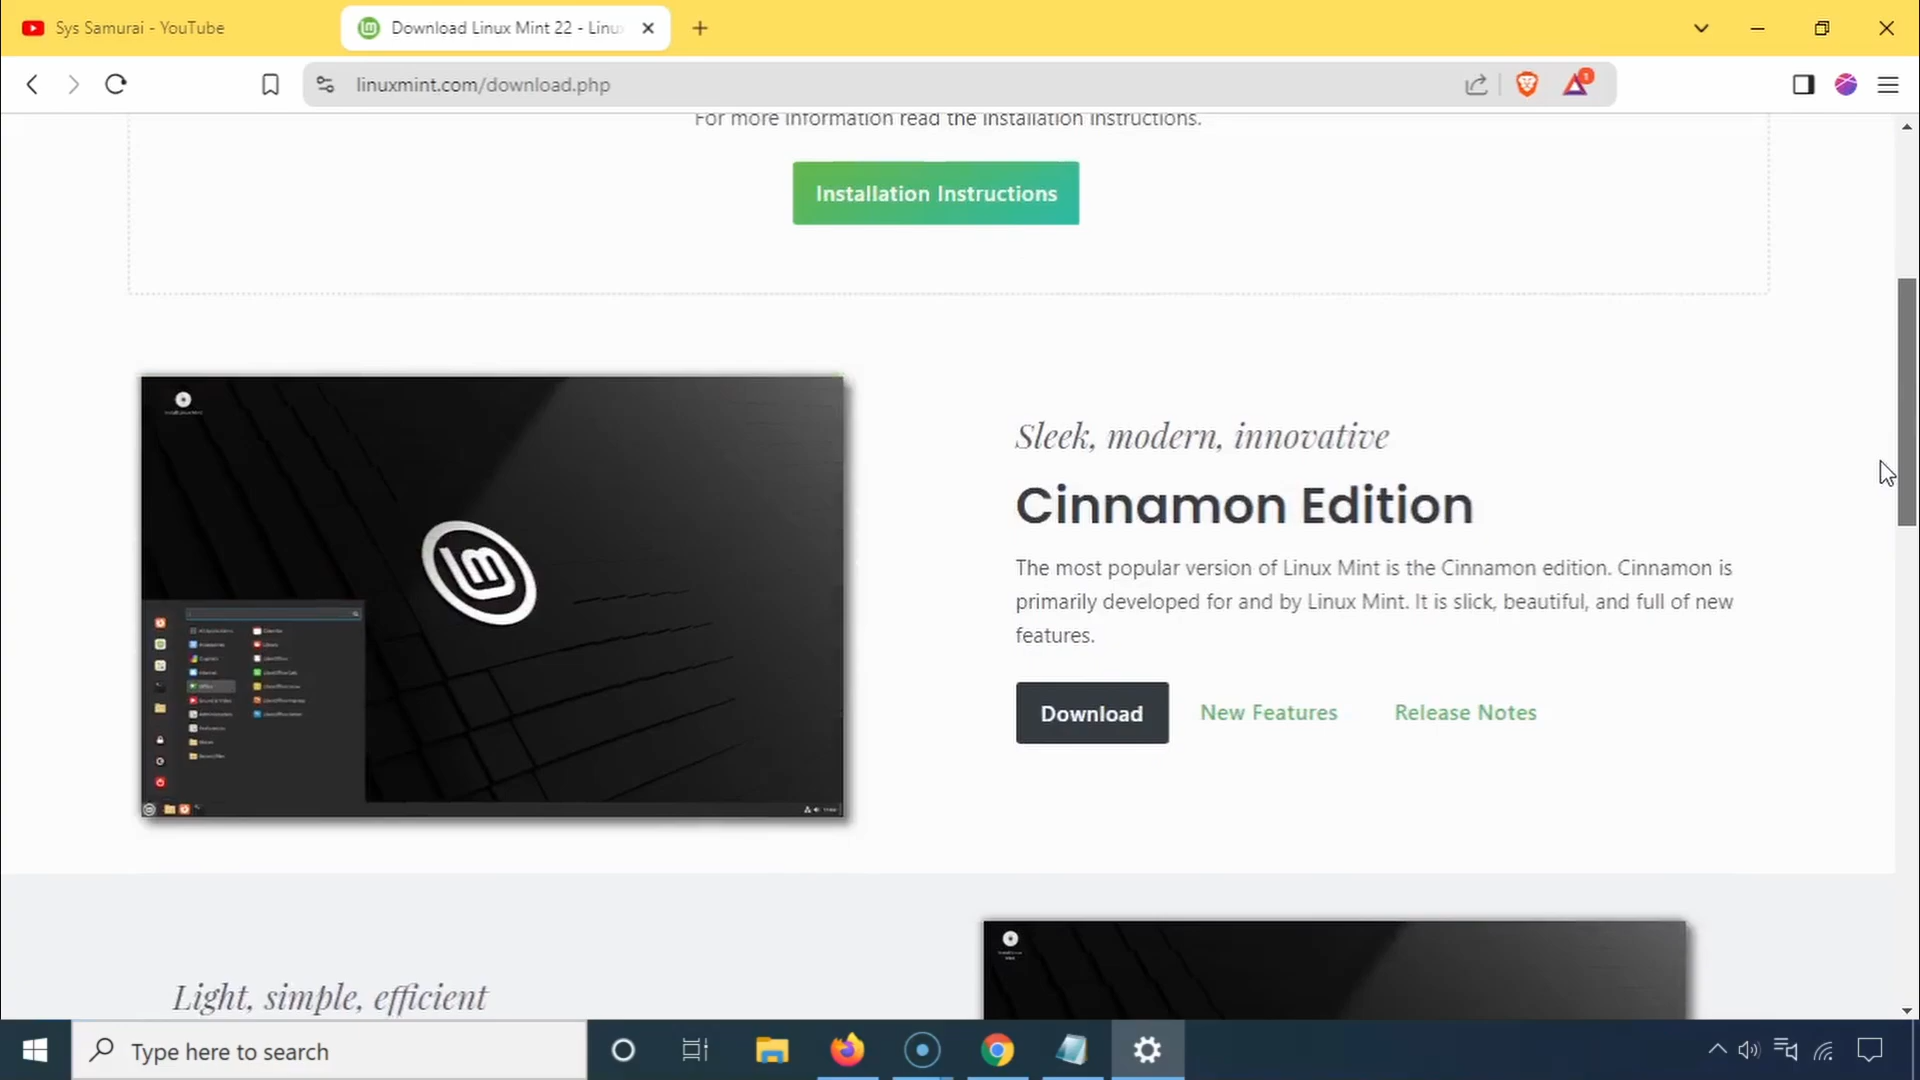 Sys Samurai - YouTube
Download Linux Mint 22 - Linu
linuxmint.com/download.php
1
For more information read the installation instructions.
Installation Instructions
Sleek, modern, innovative
Cinnamon Edition
The most popular version of Linux Mint is the Cinnamon edition. Cinnamon is
primarily developed for and by Linux Mint. It is slick, beautiful, and full of new
features.
Download
New Features
Release Notes
Light, simple, efficient
Type here to search